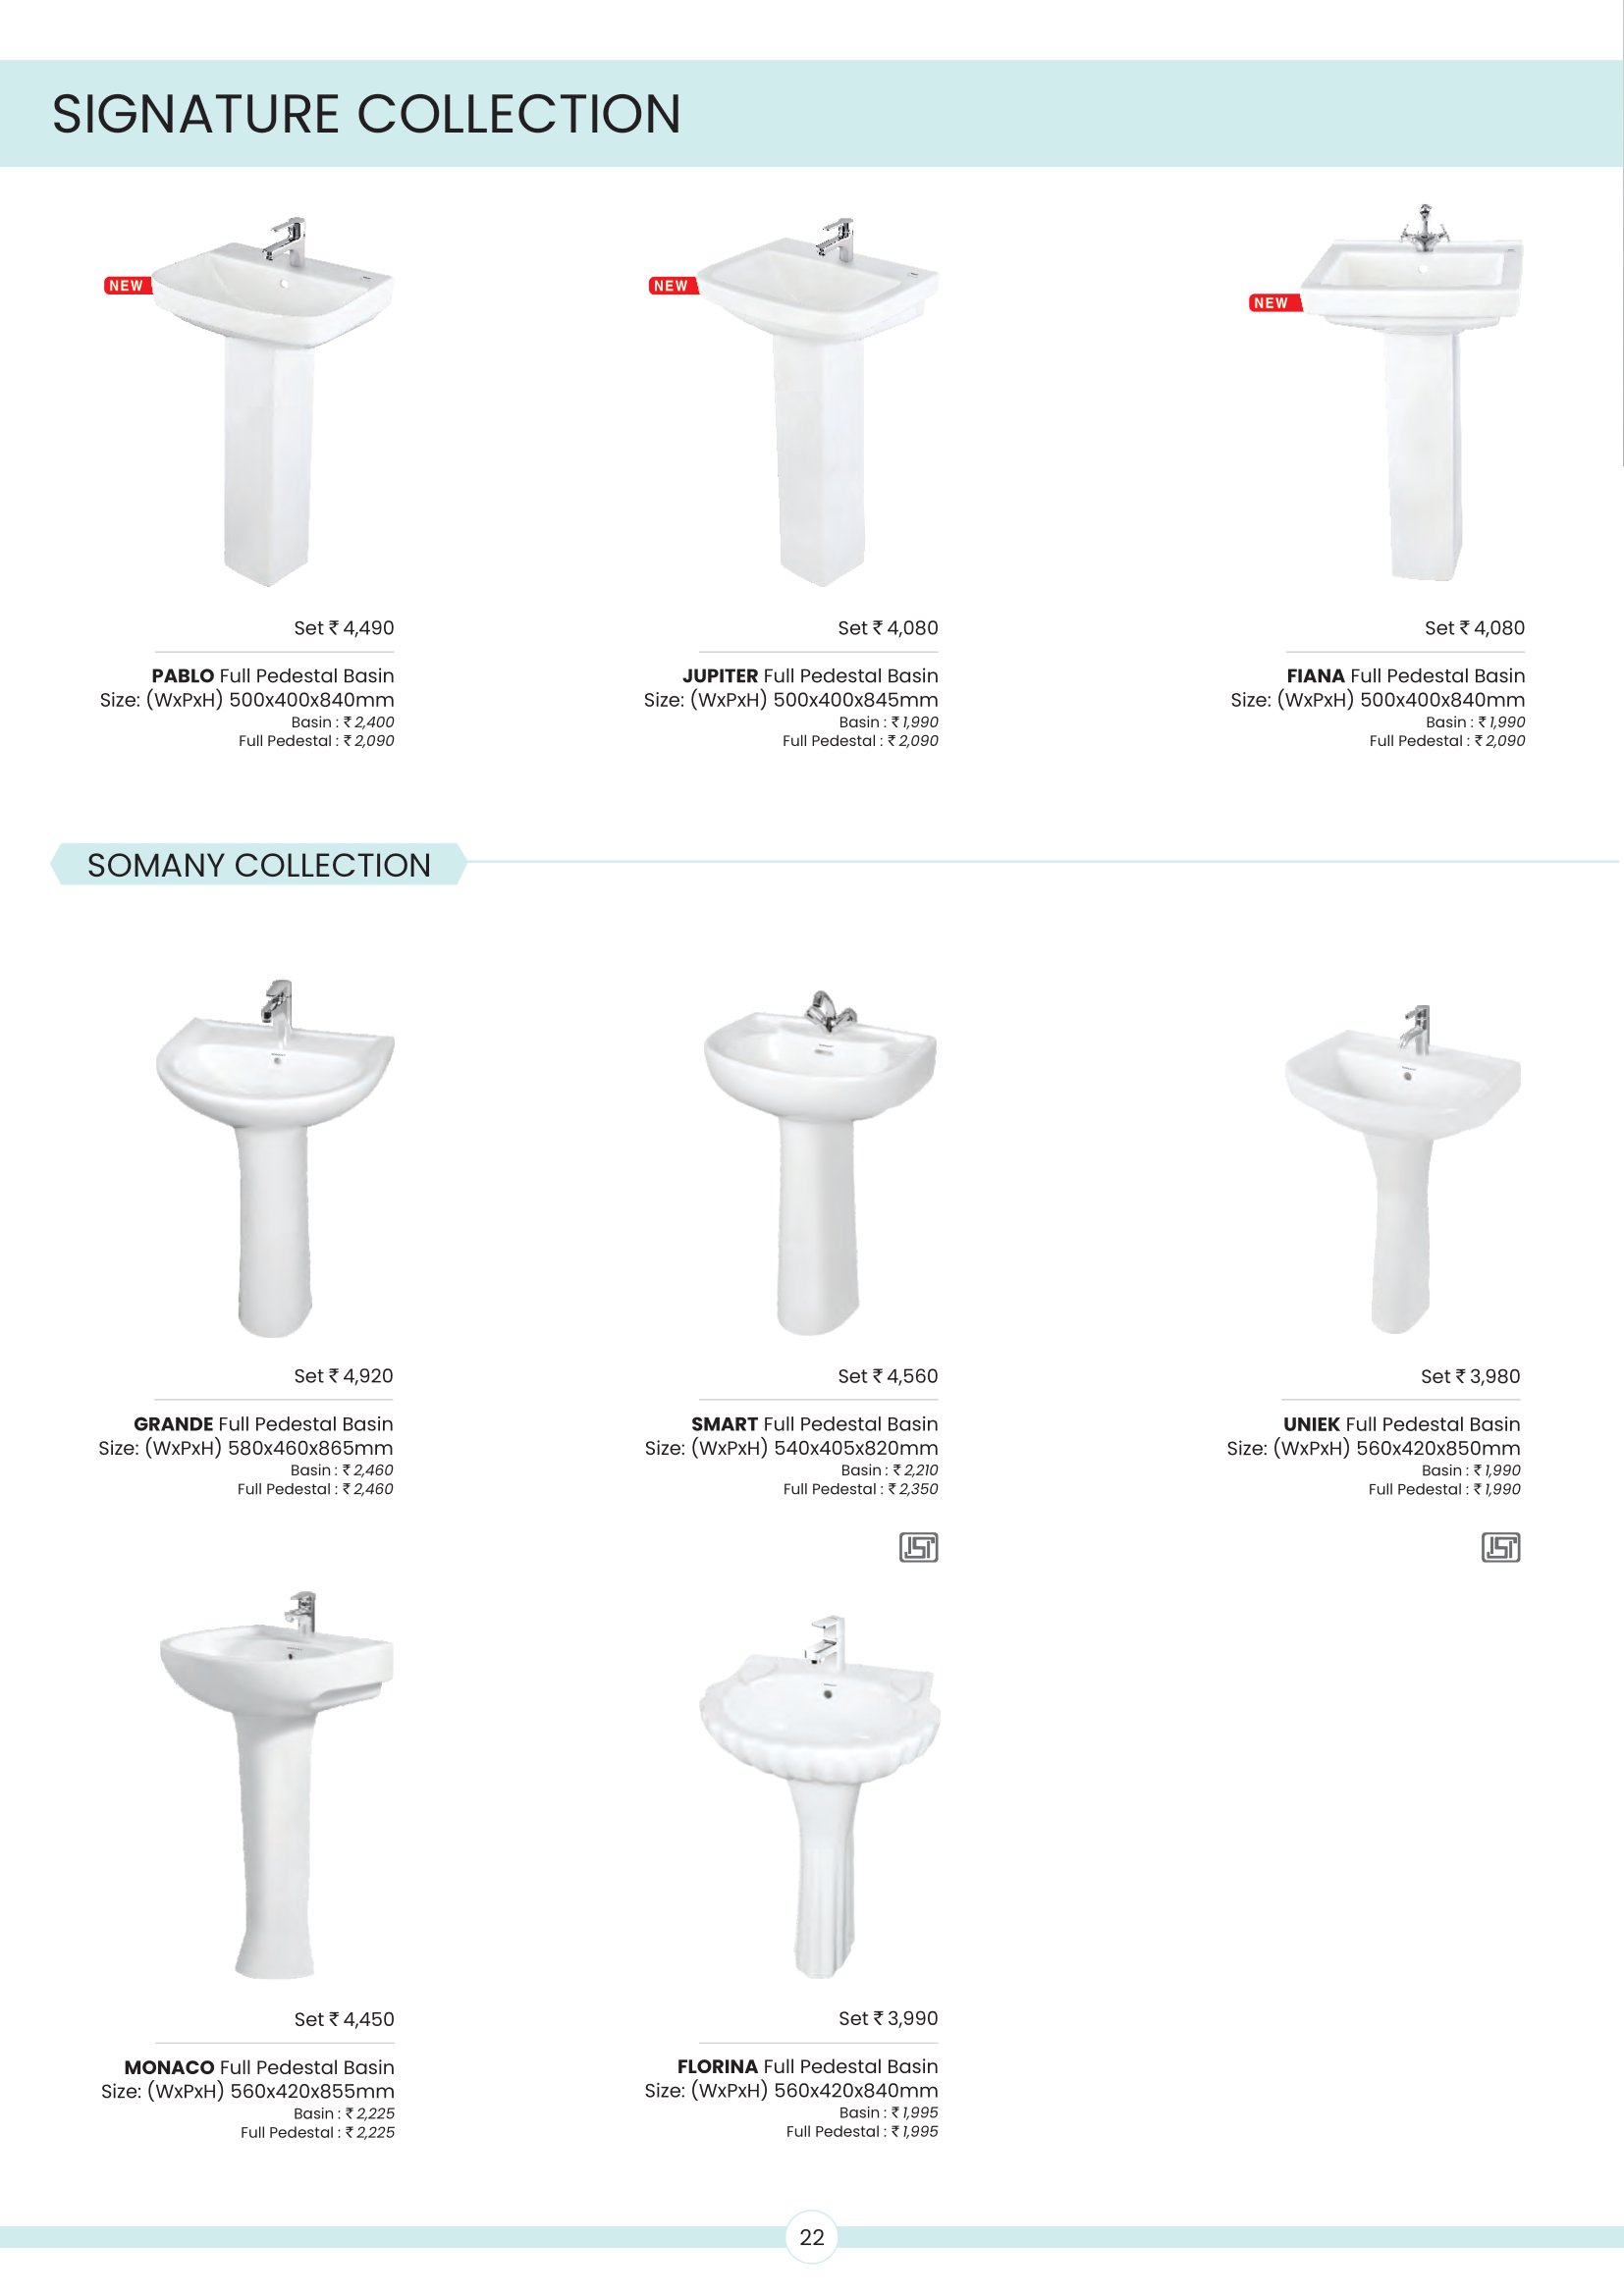 SIGNATURE COLLECTION
NEW
NEW
NEW
Set ₹ 4,490
PABLO Full Pedestal Basin
Size: (WxPxH) 500x400x840mm
Basin : ₹ 2,400
Full Pedestal : ₹ 2,090
Set ₹ 4,080
JUPITER Full Pedestal Basin
Size: (WxPxH) 500x400x845mm
Basin : ₹ 1,990
Full Pedestal : ₹ 2,090
Set ₹ 4,080
FIANA Full Pedestal Basin
Size: (WxPxH) 500x400x840mm
Basin : ₹ 1,990
Full Pedestal : ₹ 2,090
SOMANY COLLECTION
Set ₹ 4,920
GRANDE Full Pedestal Basin
Size: (WxPxH) 580x460x865mm
Basin : ₹ 2,460
Full Pedestal : ₹ 2,460
Set ₹ 4,560
SMART Full Pedestal Basin
Size: (WxPxH) 540x405x820mm
Basin : ₹ 2,210
Full Pedestal : ₹ 2,350
ISI
Set ₹ 3,980
UNIEK Full Pedestal Basin
Size: (WxPxH) 560x420x850mm
Basin : ₹ 1,990
Full Pedestal : ₹ 1,990
ISI
Set ₹ 4,450
MONACO Full Pedestal Basin
Size: (WxPxH) 560x420x855mm
Basin : ₹ 2,225
Full Pedestal : ₹ 2,225
Set ₹ 3,990
FLORINA Full Pedestal Basin
Size: (WxPxH) 560x420x840mm
Basin : ₹ 1,995
Full Pedestal : ₹ 1,995
22